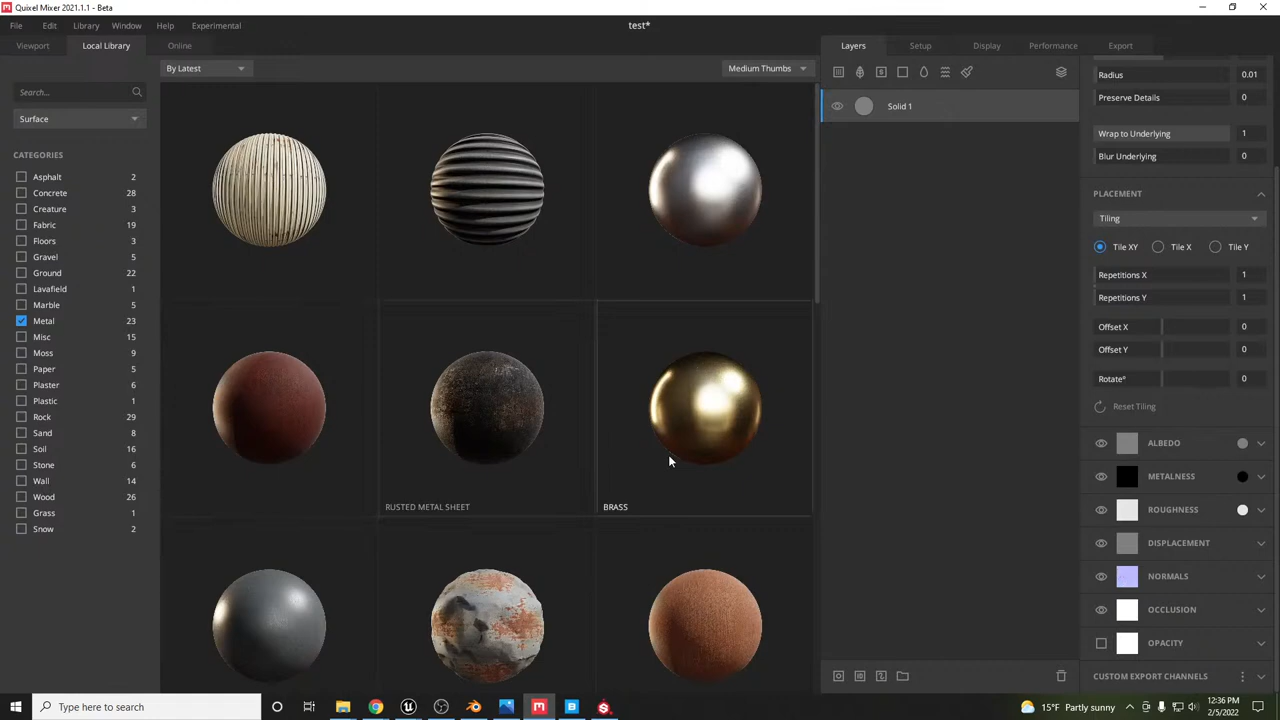 Quixel Mixer 2021.1.1 - Beta
File Edit Library Window Help Experimental
test*
Viewport Local Library Online
Layers Setup Display Performance Export
By Latest
Medium Thumbs
Search...
Surface
CATEGORIES
Asphalt 2
Concrete 28
Creature 3
Fabric 19
Floors 3
Gravel 5
Ground 22
Lavafield 1
Marble 5
Metal 23
Misc 15
Moss 9
Paper 5
Plaster 6
Plastic 1
Rock 29
Sand 8
Soil 16
Stone 6
Wall 14
Wood 26
Grass 1
Snow 2
RUSTED METAL SHEET
BRASS
Solid 1
Radius 0.01
Preserve Details 0
Wrap to Underlying 1
Blur Underlying 0
PLACEMENT
Tiling
Tile XY Tile X Tile Y
Repetitions X 1
Repetitions Y 1
Offset X 0
Offset Y 0
Rotate° 0
Reset Tiling
ALBEDO
METALNESS
ROUGHNESS
DISPLACEMENT
NORMALS
OCCLUSION
OPACITY
CUSTOM EXPORT CHANNELS
Type here to search
15°F Partly sunny
12:36 PM
2/5/2022